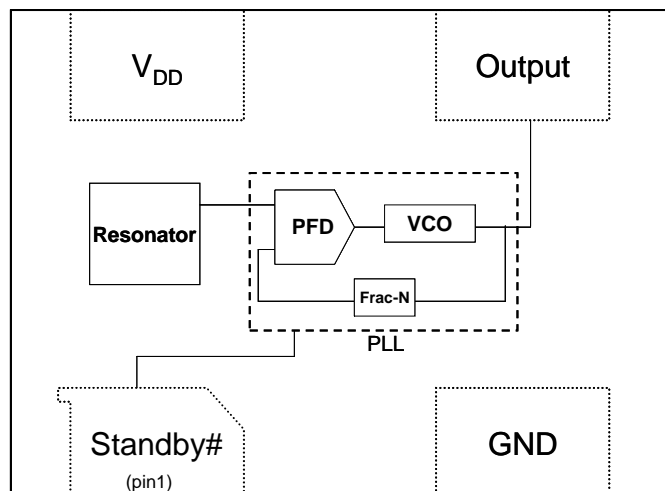 VDD
Output
Resonator
PFD
VCO
Frac-N
PLL
Standby#
(pin1)
GND